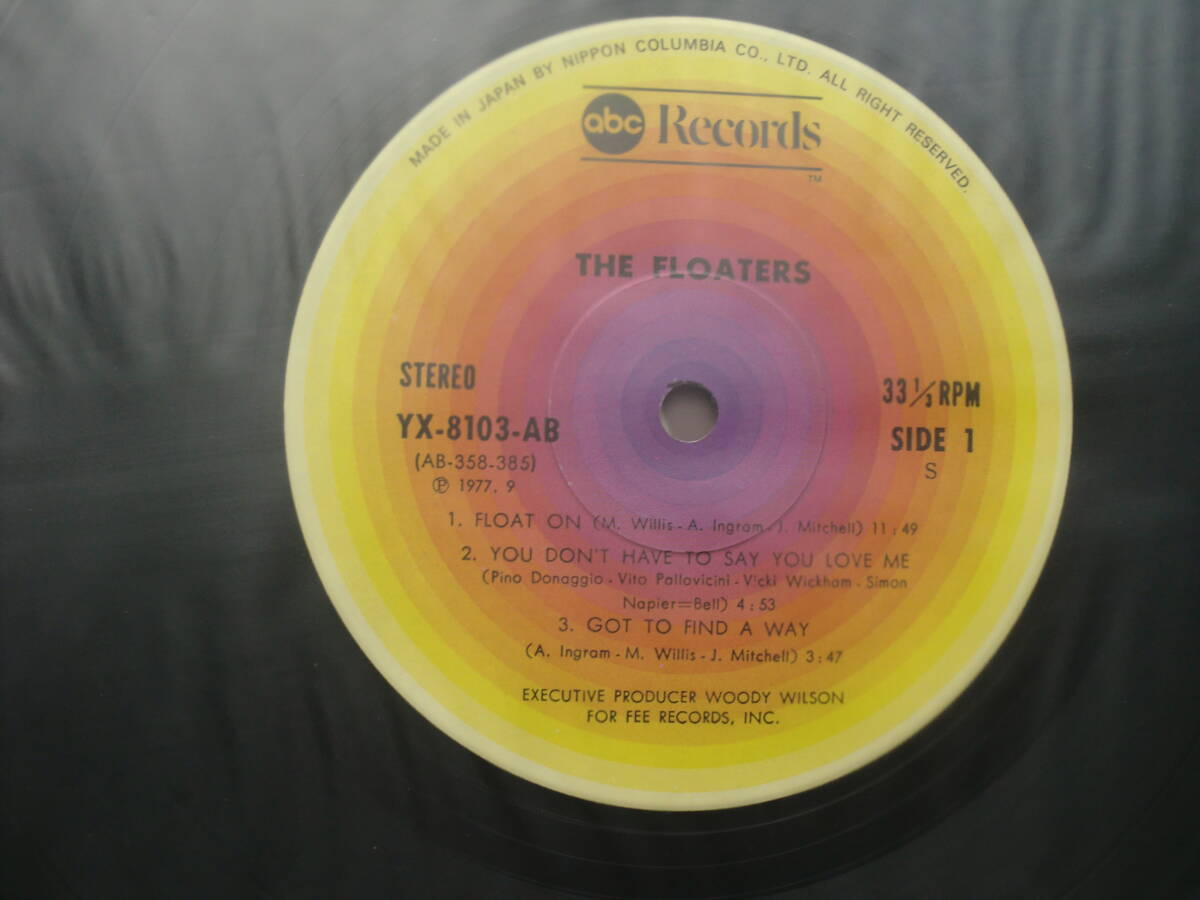 MADE IN JAPAN BY NIPPON COLUMBIA CO., LTD. ALL RIGHT RESERVED.
abc Records
TM
THE FLOATERS
STEREO
33 1/3 RPM
YX-8103-AB
SIDE 1
(AB-358-385)
S
Ⓟ 1977. 9
1. FLOAT ON (M. Willis - A. Ingram - J. Mitchell) 11:49
2. YOU DON'T HAVE TO SAY YOU LOVE ME
(Pino Donaggio - Vito Pallavicini - Vicki Wickham - Simon
Napier=Bell) 4:53
3. GOT TO FIND A WAY
(A. Ingram - M. Willis - J. Mitchell) 3:47
EXECUTIVE PRODUCER WOODY WILSON
FOR FEE RECORDS, INC.